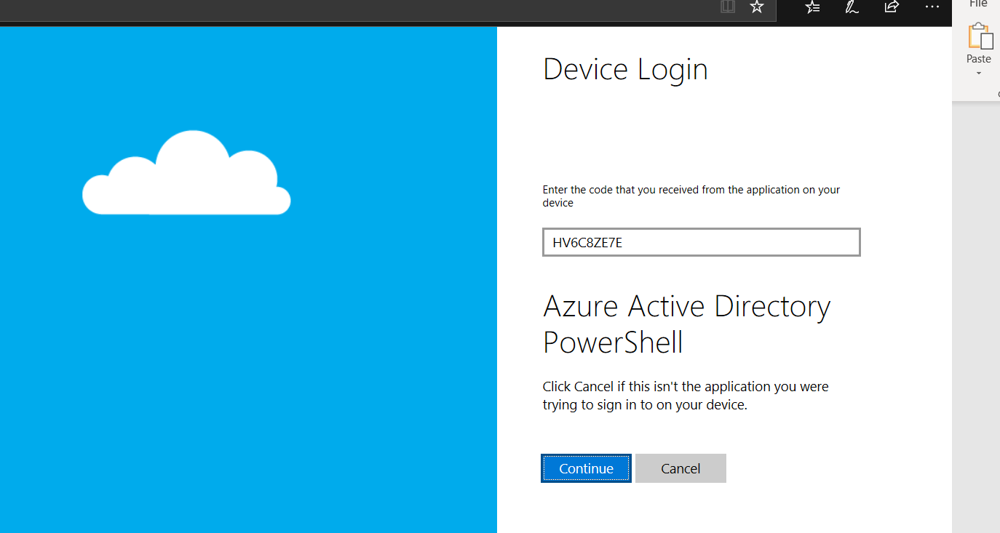 File
Paste
Device Login
Enter the code that you received from the application on your
device
HV6C8ZE7E
Azure Active Directory
PowerShell
Click Cancel if this isn't the application you were
trying to sign in to on your device.
Continue
Cancel